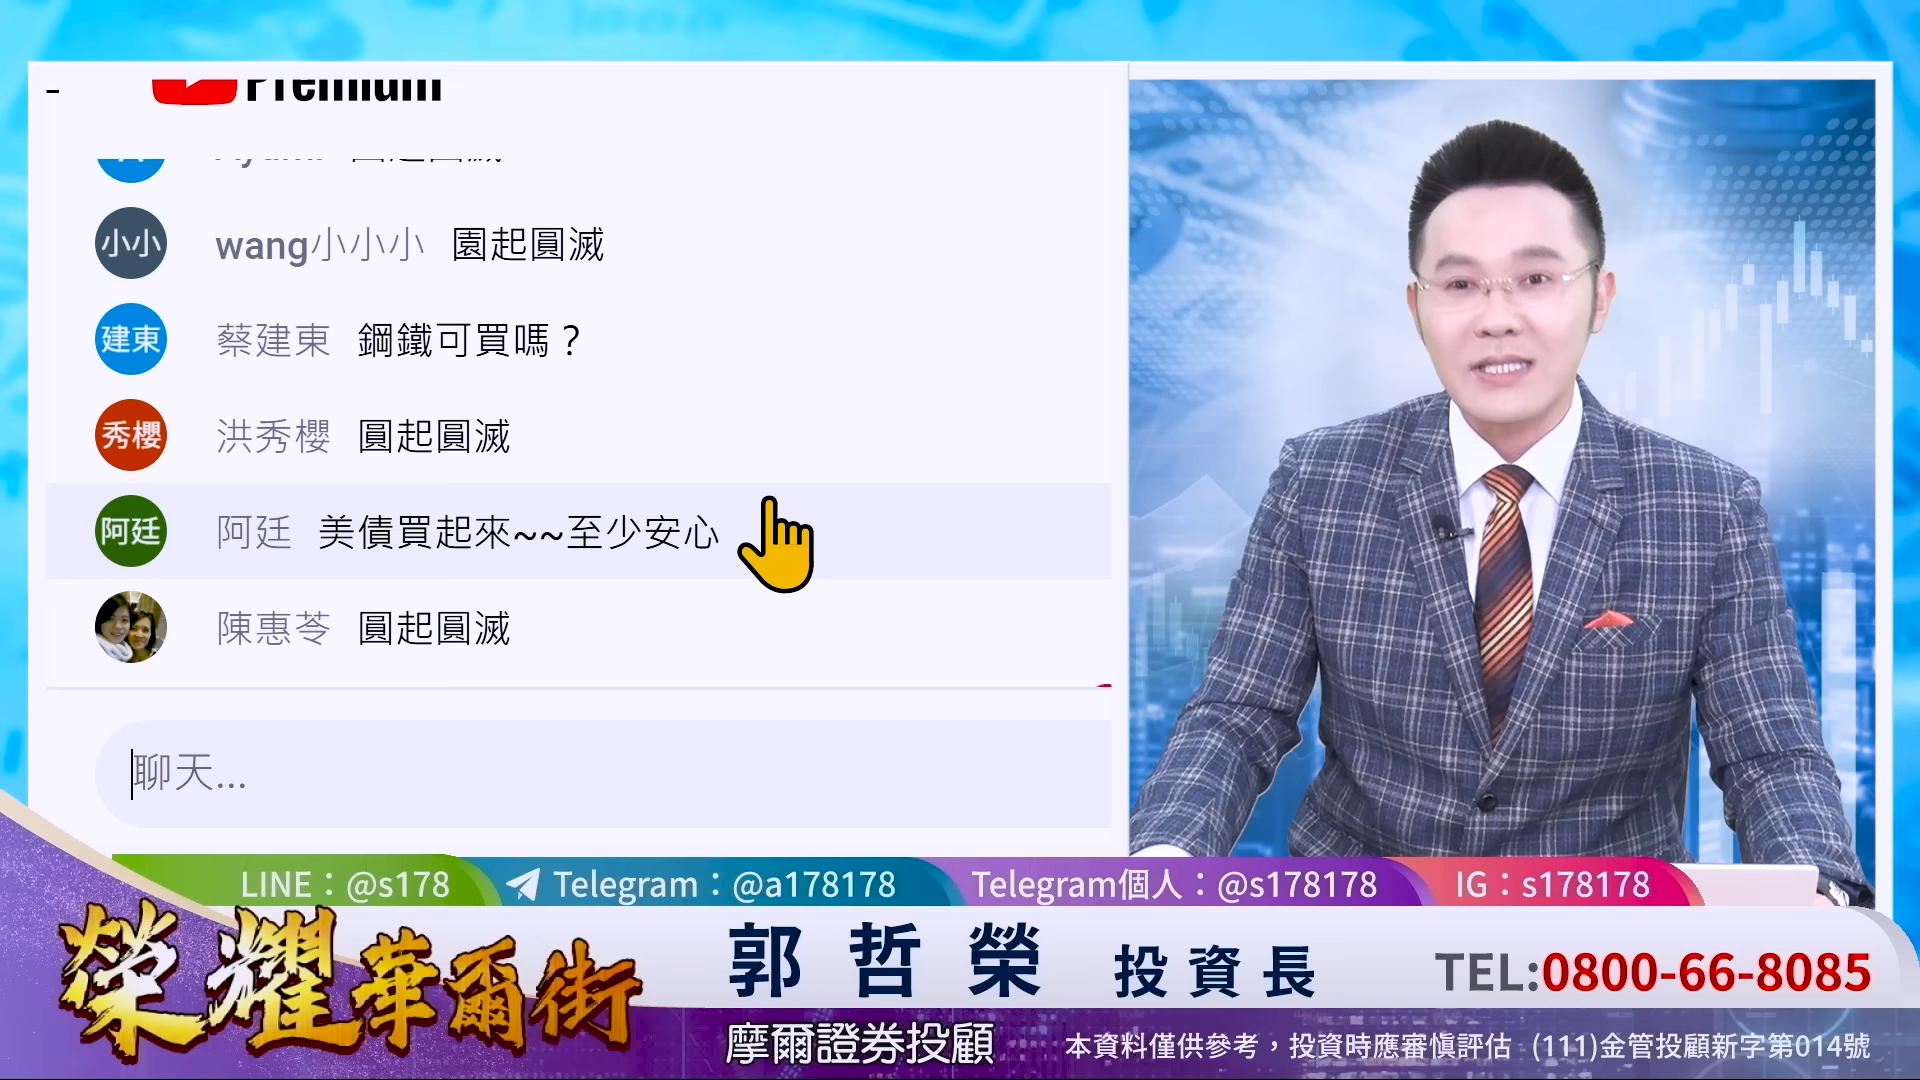 Premium
wang小小小 園起圓滅
小小
建東 蔡建東 鋼鐵可買嗎？
秀櫻 洪秀櫻 圓起圓滅
阿廷 阿廷 美債買起來~~至少安心
陳惠苓 圓起圓滅
聊天...
LINE：@s178 Telegram：@a178178 Telegram個人：@s178178 IG：s178178
榮耀華爾街 郭哲榮 投資長 TEL:0800-66-8085
摩爾證券投顧 本資料僅供參考，投資時應審慎評估 (111)金管投顧新字第014號